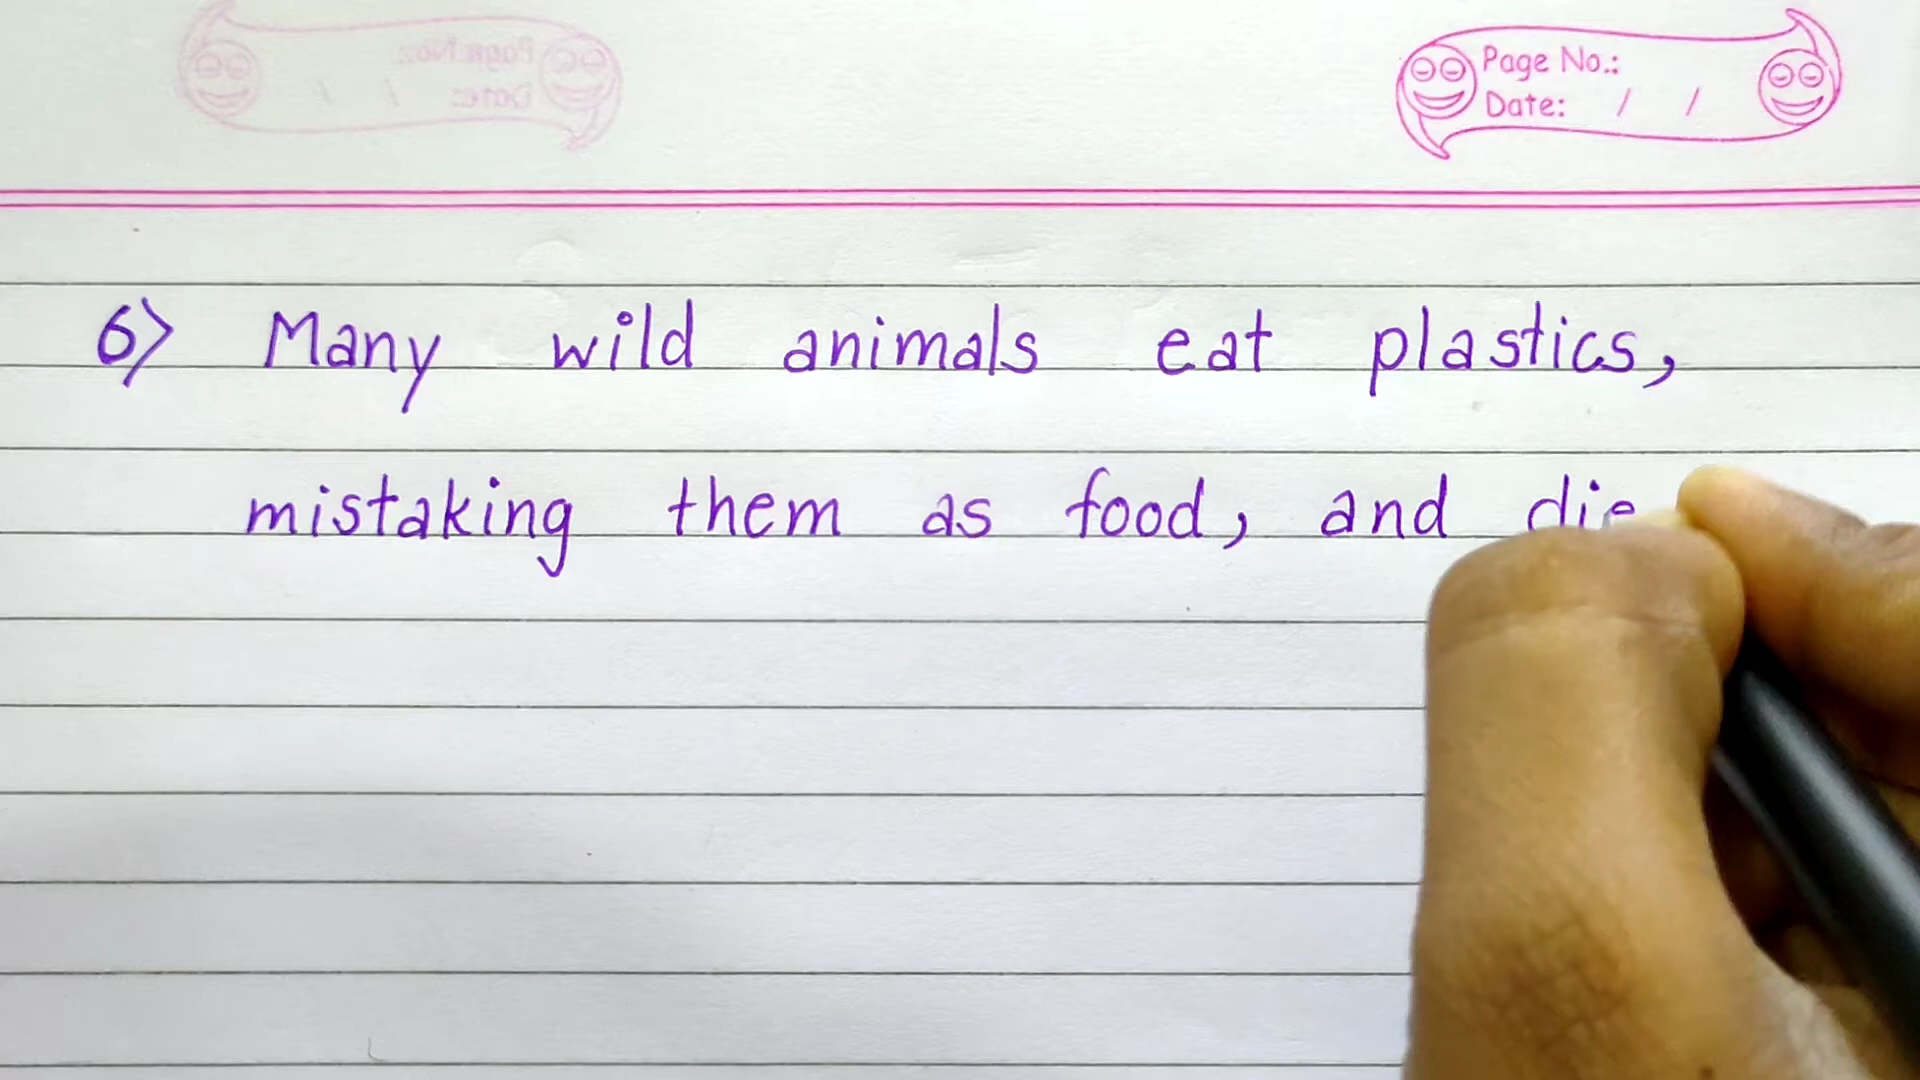 Page No.:
Date: / /
6) Many wild animals eat plastics,
mistaking them as food, and die